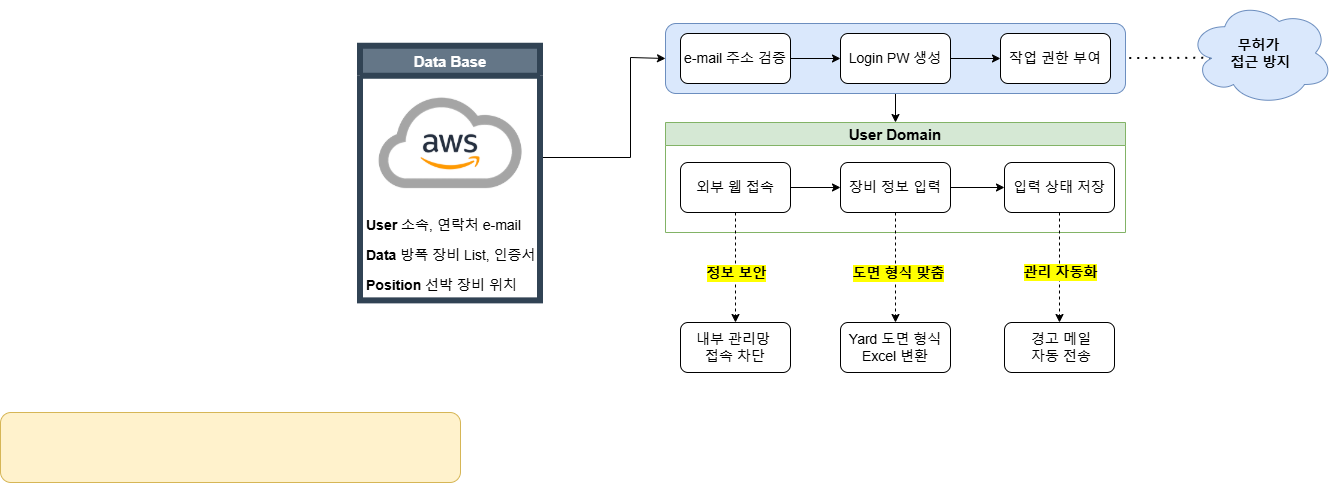 Data Base
aws
User 소속, 연락처 e-mail
Data 방폭 장비 List, 인증서
Position 선박 장비 위치
e-mail 주소 검증
Login PW 생성
작업 권한 부여
무허가
접근 방지
User Domain
외부 웹 접속
장비 정보 입력
입력 상태 저장
정보 보안
도면 형식 맞춤
관리 자동화
내부 관리망
접속 차단
Yard 도면 형식
Excel 변환
경고 메일
자동 전송